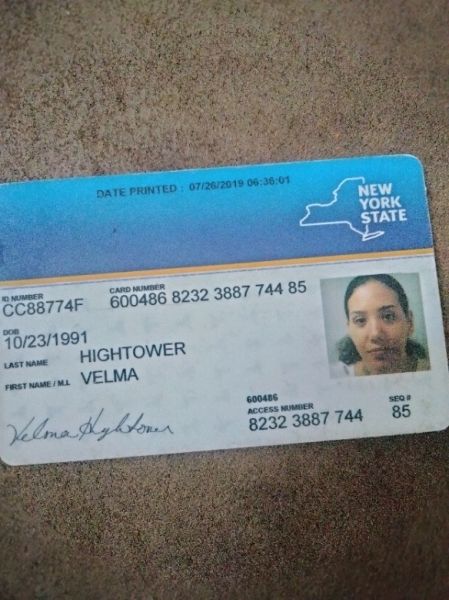 DATE PRINTED : 07/26/2019 06:36:01
NEW
YORK
STATE
ID NUMBER
CC88774F
CARD NUMBER
600486 8232 3887 744 85
DOB
10/23/1991
LAST NAME HIGHTOWER
FIRST NAME / M.I. VELMA
Velma Hightower
600486
ACCESS NUMBER
8232 3887 744
SEQ #
85